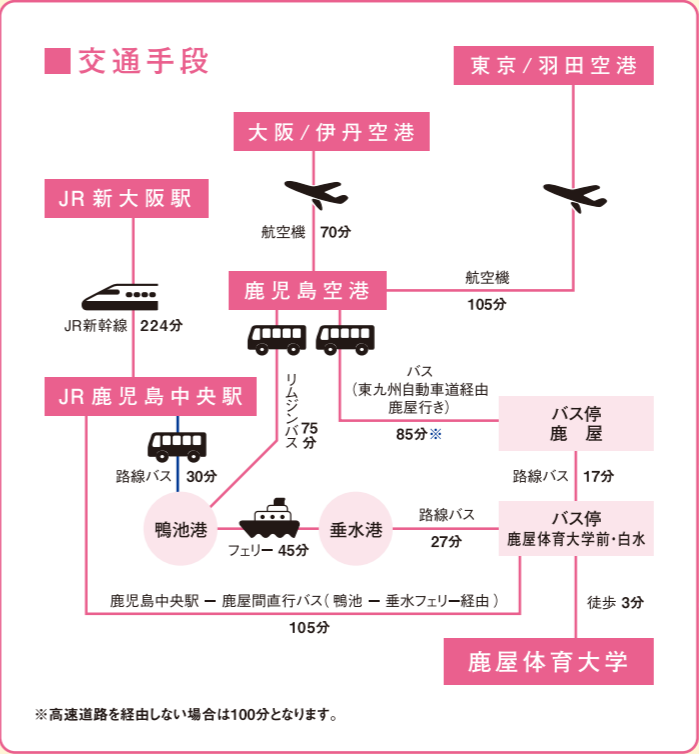 ■交通手段
東京/羽田空港
大阪/伊丹空港
JR新大阪駅
航空機 70分
鹿児島空港
航空機
105分
JR新幹線 224分
JR鹿児島中央駅
リムジンバス
75分
バス
（東九州自動車道経由
鹿屋行き）
85分※
バス停
鹿 屋
路線バス 30分
路線バス 17分
鴨池港
フェリー 45分
垂水港
路線バス
27分
バス停
鹿屋体育大学前・白水
鹿児島中央駅 ー 鹿屋間直行バス（ 鴨池 ー 垂水フェリー経由 ）
105分
徒歩 3分
鹿屋体育大学
※高速道路を経由しない場合は100分となります。